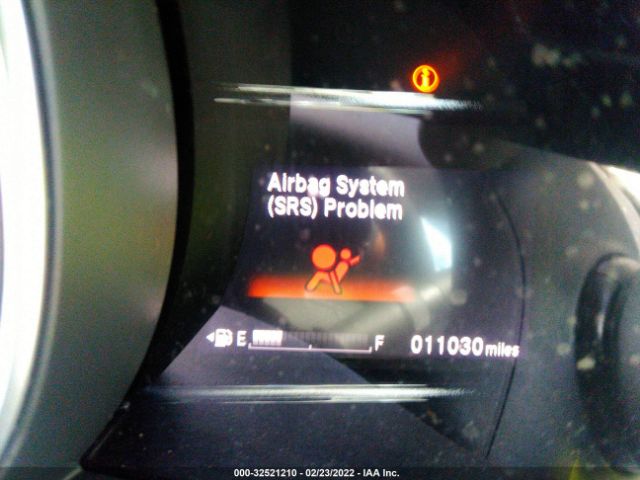 Airbag System
(SRS) Problem
E F 011030 miles
000-32521210 - 02/23/2022 - IAA Inc.